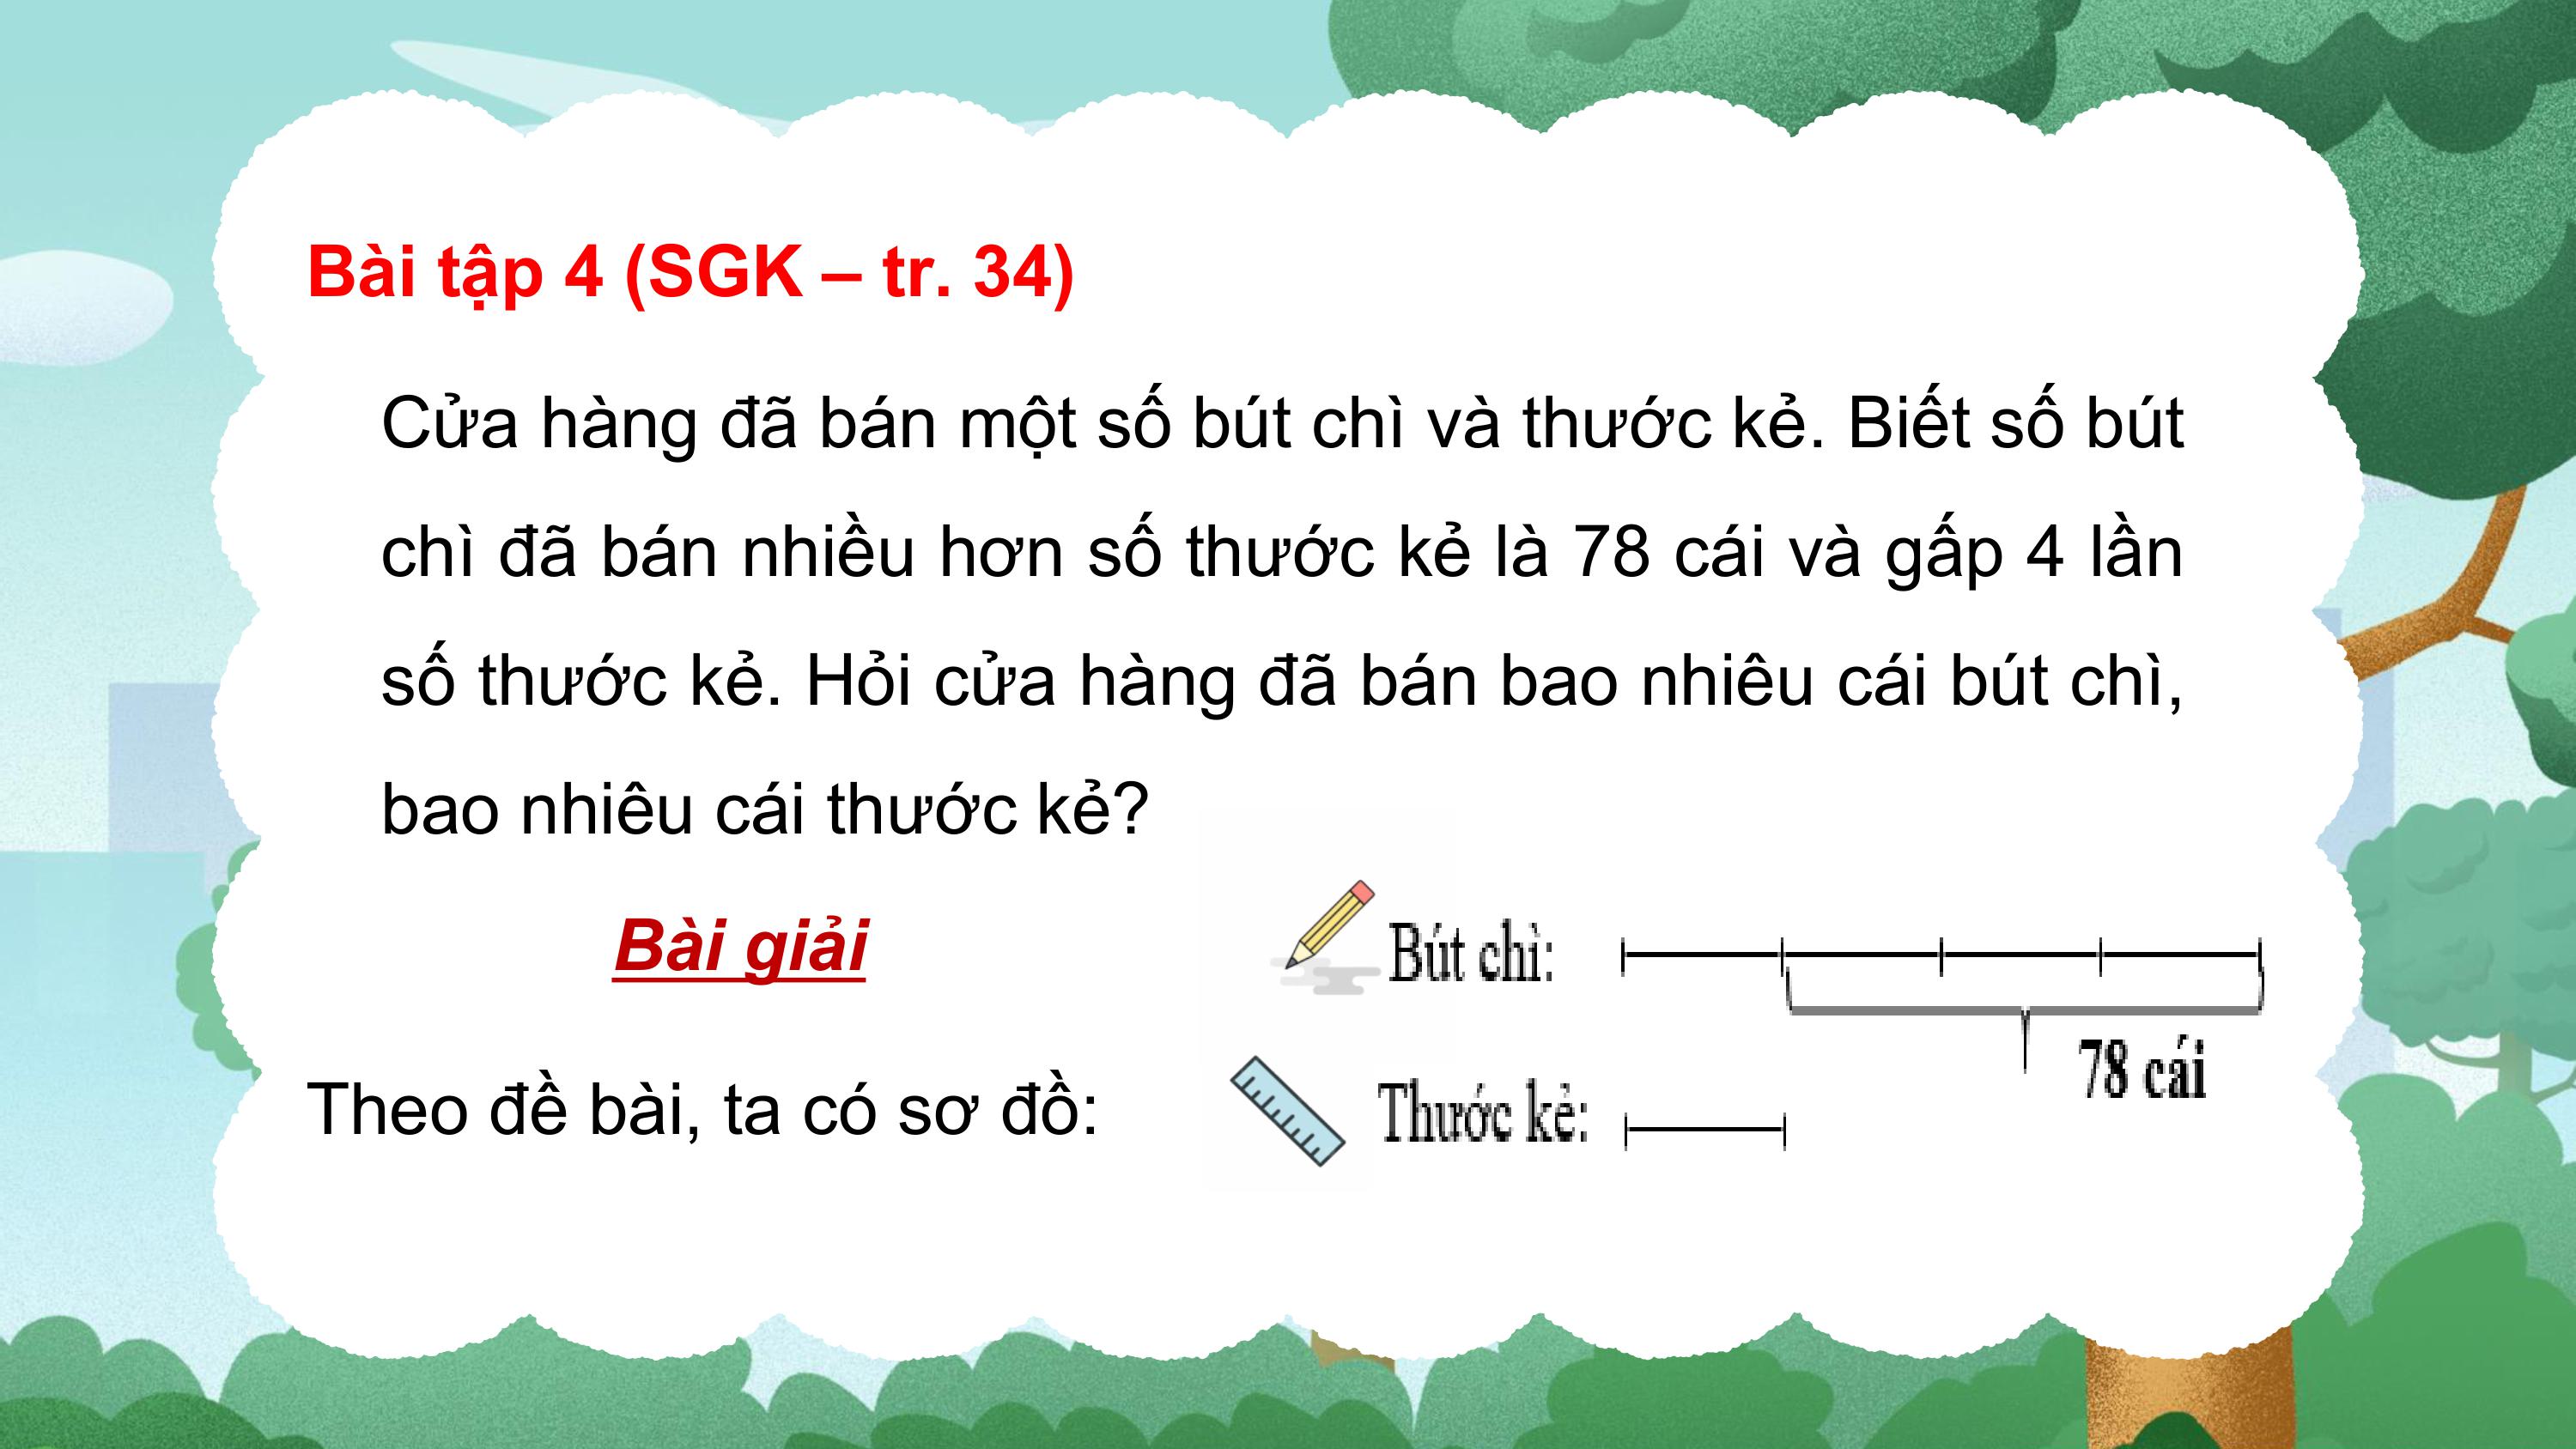 Bài tập 4 (SGK – tr. 34)
Cửa hàng đã bán một số bút chì và thước kẻ. Biết số bút
chì đã bán nhiều hơn số thước kẻ là 78 cái và gấp 4 lần
số thước kẻ. Hỏi cửa hàng đã bán bao nhiêu cái bút chì,
bao nhiêu cái thước kẻ?
Bài giải
Theo đề bài, ta có sơ đồ:
Bút chì:
78 cái
Thước kẻ: